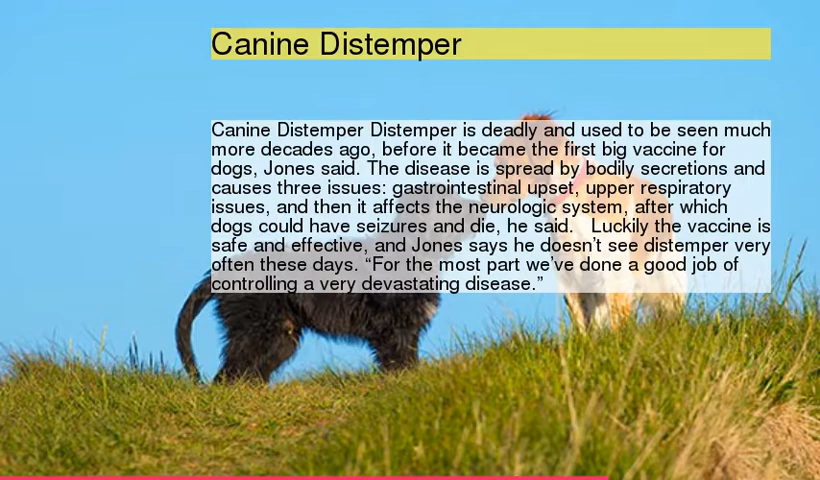 Canine Distemper
Canine Distemper Distemper is deadly and used to be seen much
more decades ago, before it became the first big vaccine for
dogs, Jones said. The disease is spread by bodily secretions and
causes three issues: gastrointestinal upset, upper respiratory
issues, and then it affects the neurologic system, after which
dogs could have seizures and die, he said.   Luckily the vaccine is
safe and effective, and Jones says he doesn’t see distemper very
often these days. “For the most part we’ve done a good job of
controlling a very devastating disease.”